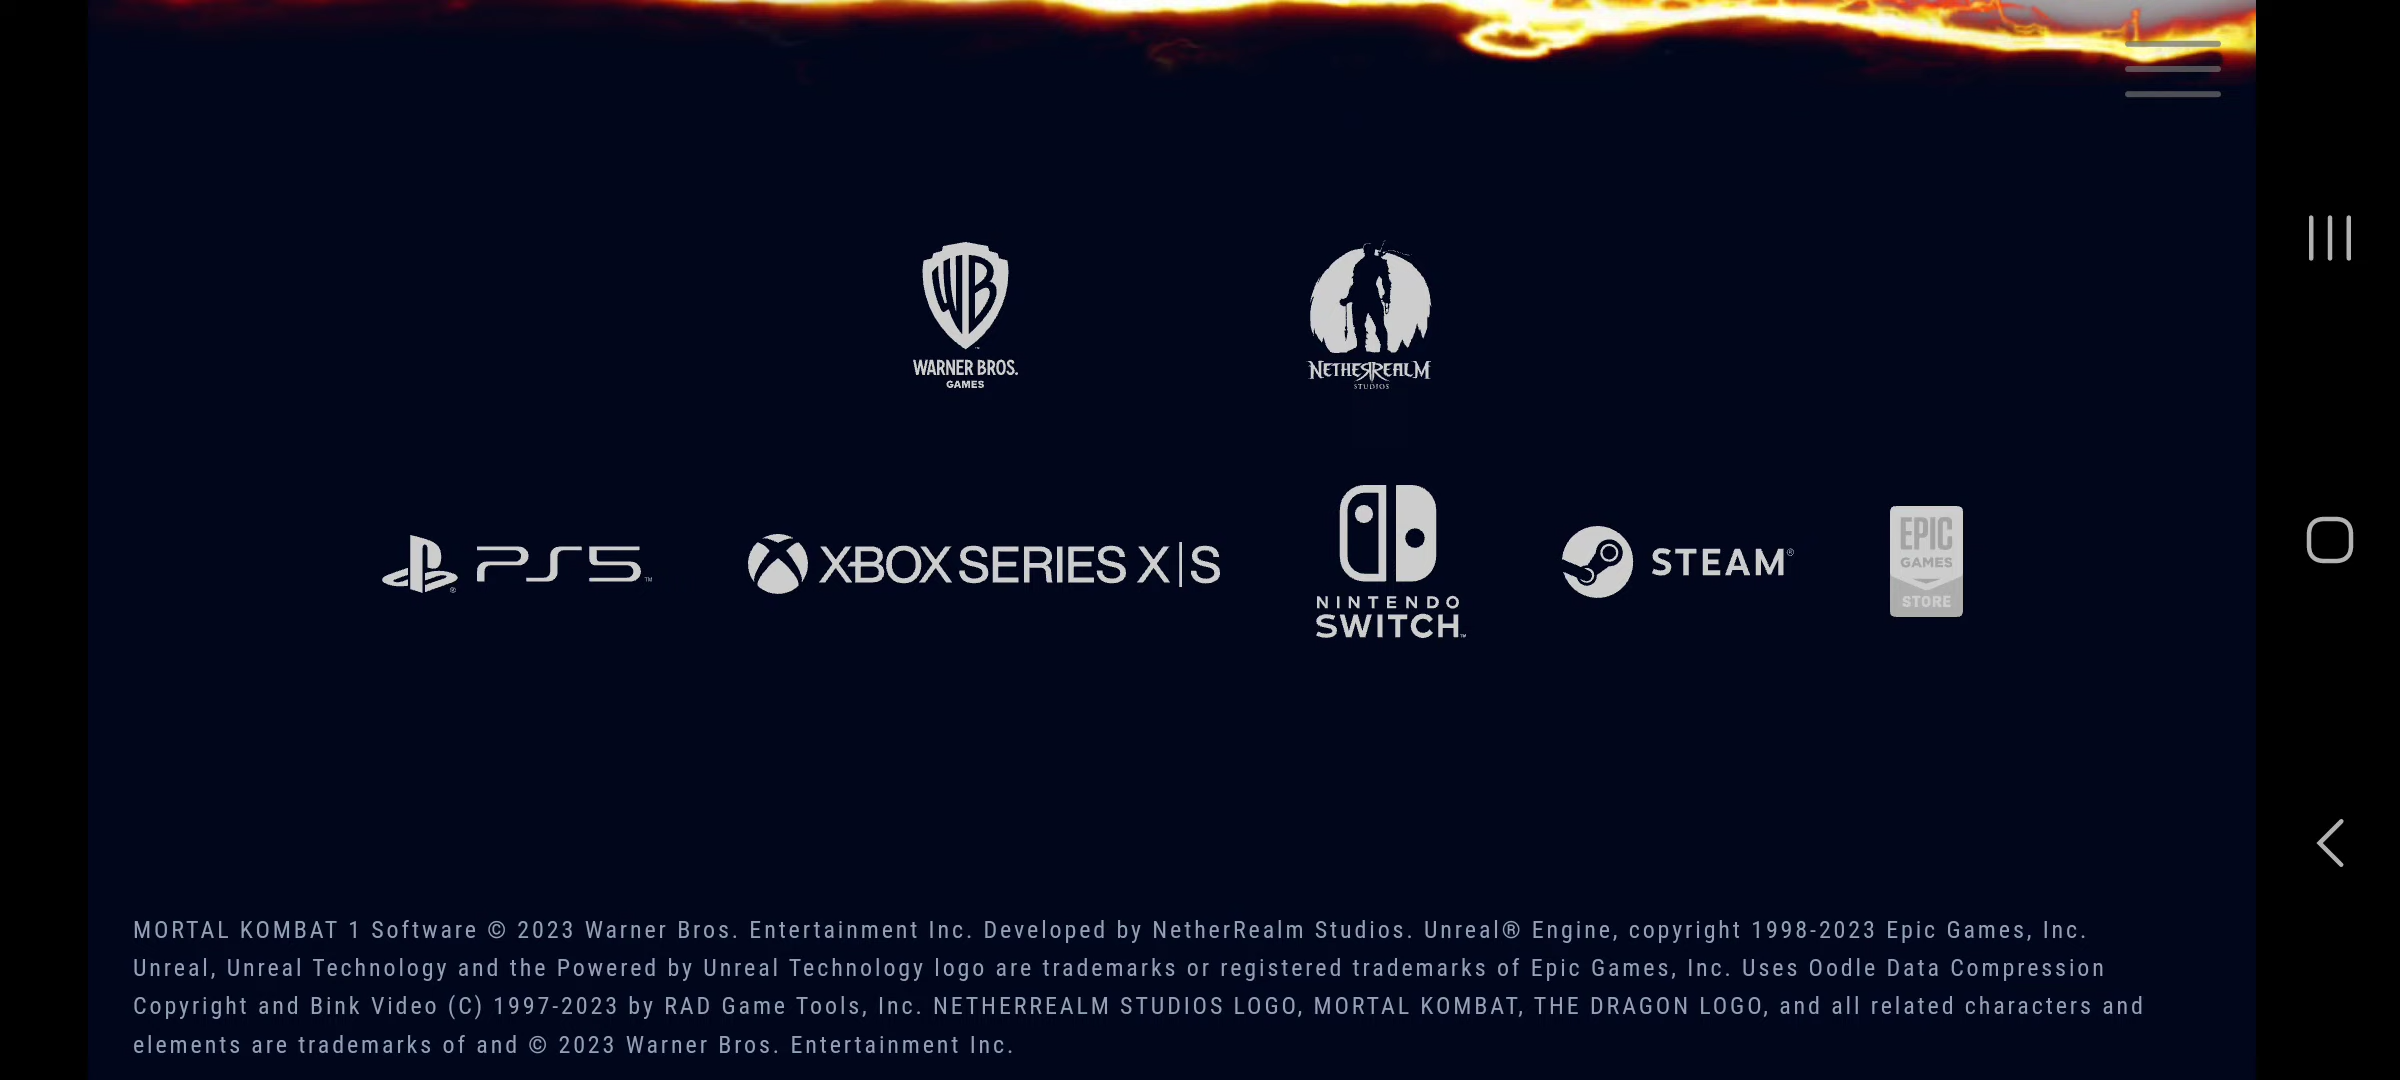 WARNER BROS.
GAMES
NETHERREALM
STUDIOS
PS5™
XBOX SERIES X|S
NINTENDO
SWITCH™
STEAM®
EPIC
GAMES
STORE
MORTAL KOMBAT 1 Software © 2023 Warner Bros. Entertainment Inc. Developed by NetherRealm Studios. Unreal® Engine, copyright 1998-2023 Epic Games, Inc.
Unreal, Unreal Technology and the Powered by Unreal Technology logo are trademarks or registered trademarks of Epic Games, Inc. Uses Oodle Data Compression
Copyright and Bink Video (C) 1997-2023 by RAD Game Tools, Inc. NETHERREALM STUDIOS LOGO, MORTAL KOMBAT, THE DRAGON LOGO, and all related characters and
elements are trademarks of and © 2023 Warner Bros. Entertainment Inc.